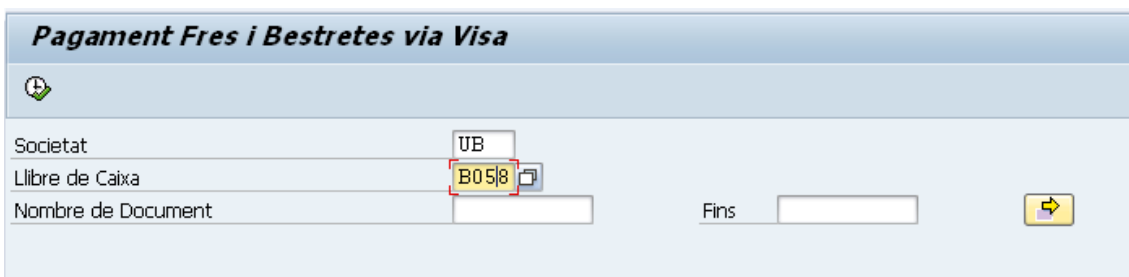 Pagament Fres i Bestretes via Visa
Societat UB
Llibre de Caixa B058
Nombre de Document Fins